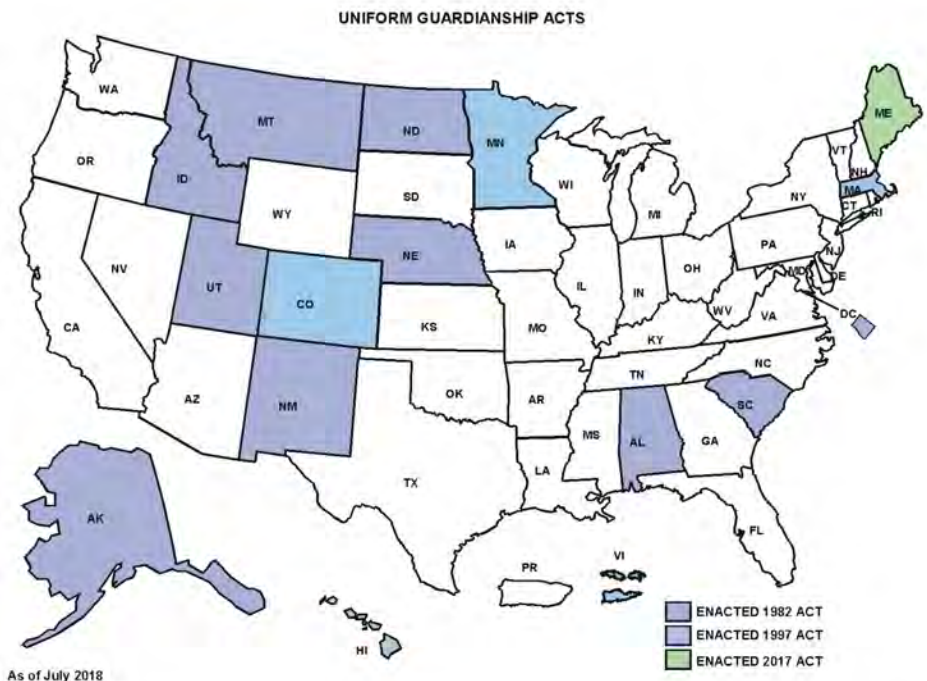 UNIFORM GUARDIANSHIP ACTS
WA
MT
ND
MN
ME
VT
NH
OR
ID
WY
SD
WI
MI
NY
MA
CT
RI
NV
UT
CO
NE
IA
IL
IN
OH
PA
NJ
MD
DE
DC
CA
KS
MO
KY
WV
VA
AZ
NM
OK
AR
TN
NC
SC
TX
LA
MS
AL
GA
FL
AK
HI
PR
VI
ENACTED 1982 ACT
ENACTED 1997 ACT
ENACTED 2017 ACT
As of July 2018